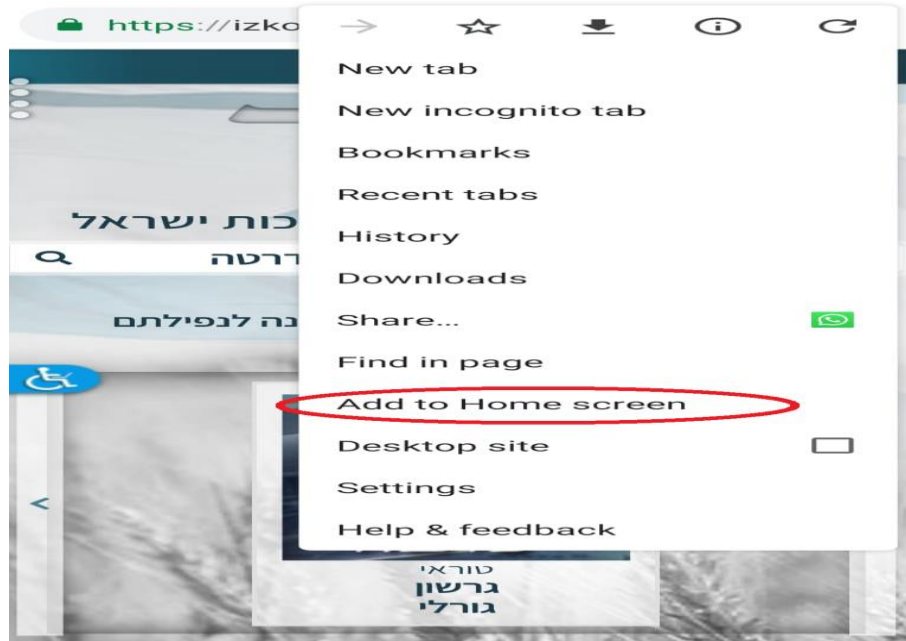 https://izko
New tab
New incognito tab
Bookmarks
Recent tabs
History
Downloads
Share...
Find in page
Add to Home screen
Desktop site
Settings
Help & feedback
כות ישראל
דרטה
נה לנפילתם
טוראי
גרשון
גורלי